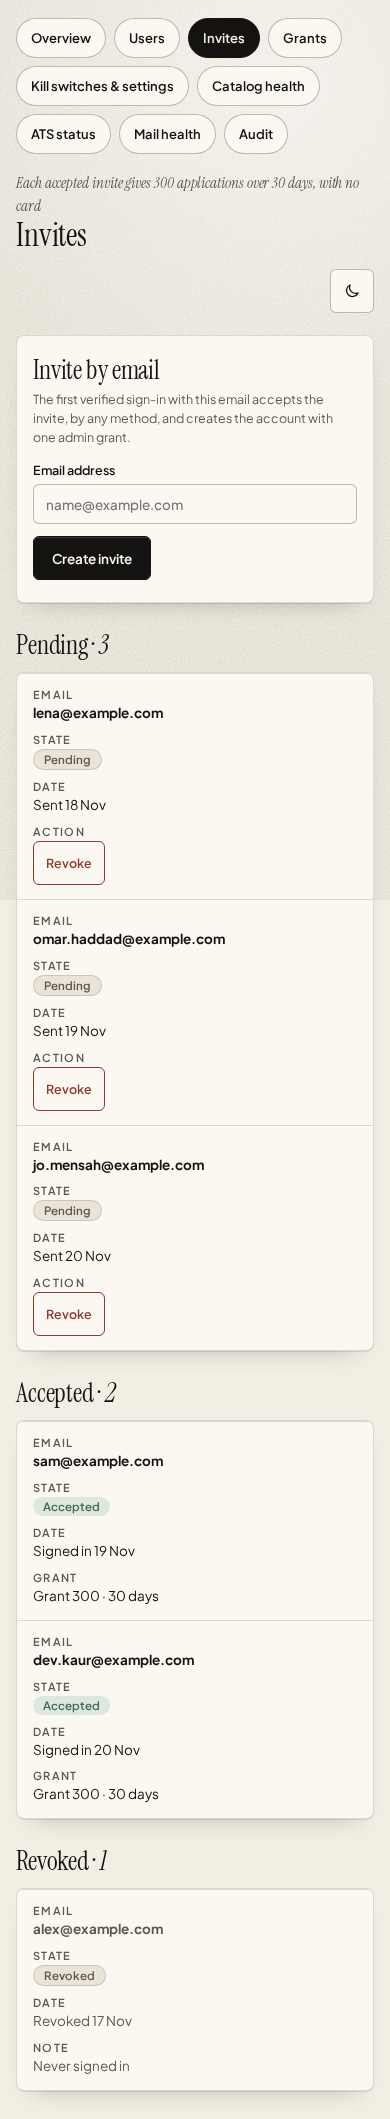 Overview
Users
Invites
Grants
Kill switches & settings
Catalog health
ATS status
Mail health
Audit
Each accepted invite gives 300 applications over 30 days, with no
card
Invites
Invite by email
The first verified sign-in with this email accepts the
invite, by any method, and creates the account with
one admin grant.
Email address
name@example.com
Create invite
Pending · 3
EMAIL
lena@example.com
STATE
Pending
DATE
Sent 18 Nov
ACTION
Revoke
EMAIL
omar.haddad@example.com
STATE
Pending
DATE
Sent 19 Nov
ACTION
Revoke
EMAIL
jo.mensah@example.com
STATE
Pending
DATE
Sent 20 Nov
ACTION
Revoke
Accepted · 2
EMAIL
sam@example.com
STATE
Accepted
DATE
Signed in 19 Nov
GRANT
Grant 300 · 30 days
EMAIL
dev.kaur@example.com
STATE
Accepted
DATE
Signed in 20 Nov
GRANT
Grant 300 · 30 days
Revoked · 1
EMAIL
alex@example.com
STATE
Revoked
DATE
Revoked 17 Nov
NOTE
Never signed in